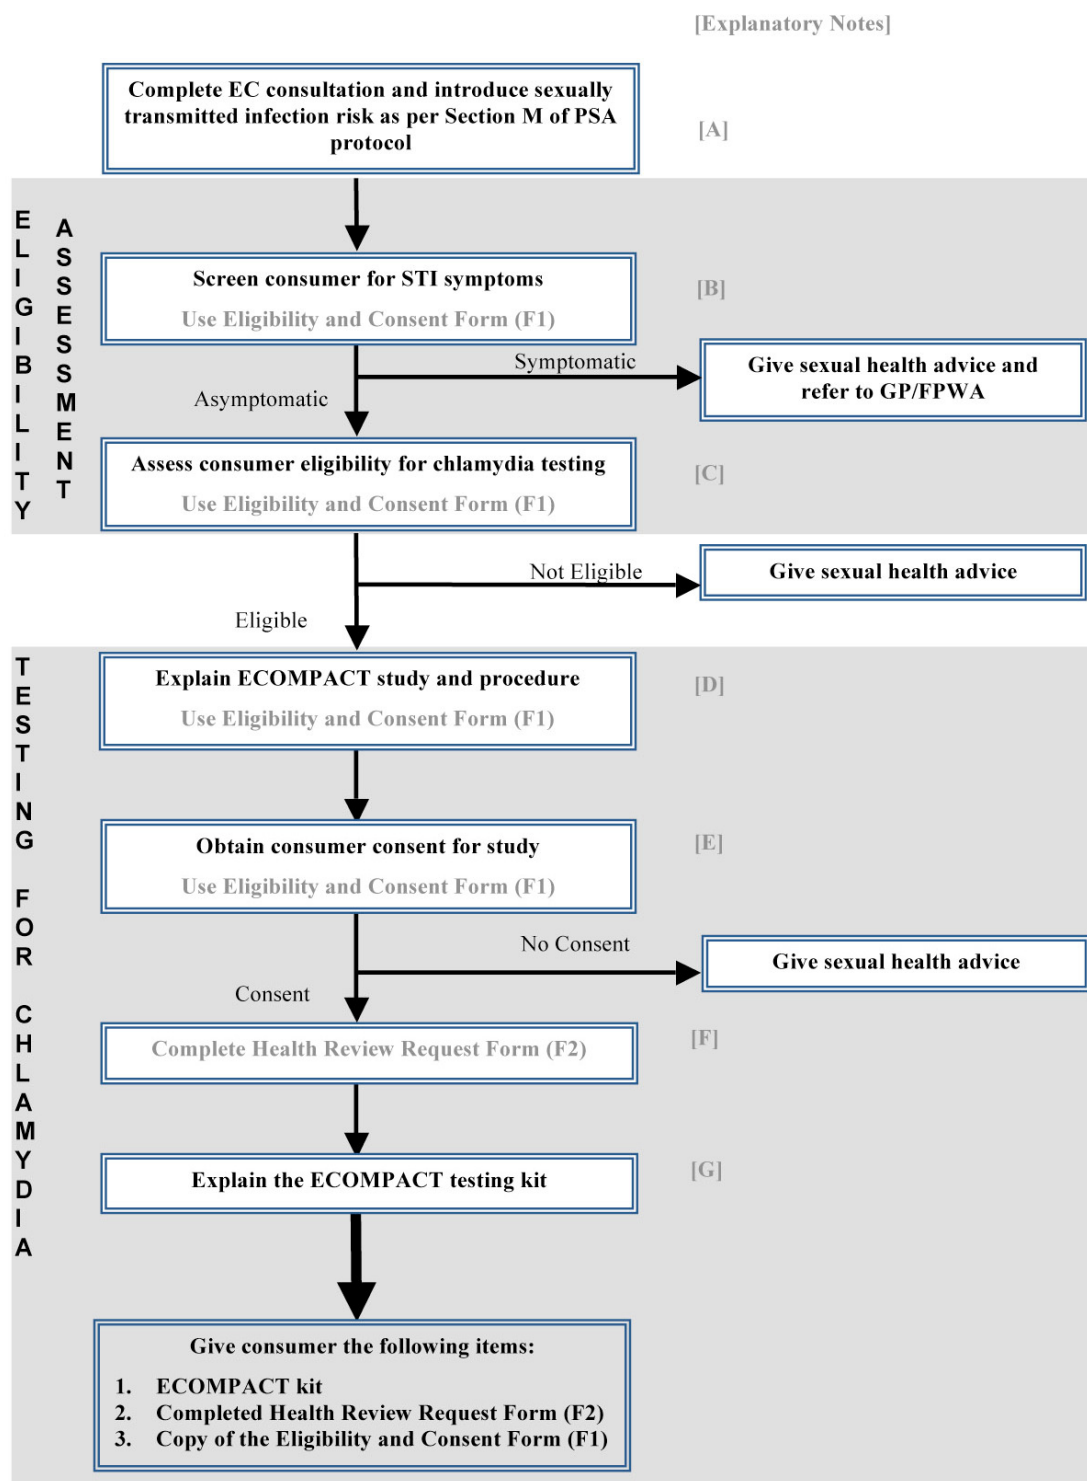 [Explanatory Notes]
Complete EC consultation and introduce sexually
transmitted infection risk as per Section M of PSA
protocol
[A]
ELIGIBILITY
ASSESSMENT
Screen consumer for STI symptoms
Use Eligibility and Consent Form (F1)
[B]
Symptomatic
Give sexual health advice and
refer to GP/FPWA
Asymptomatic
Assess consumer eligibility for chlamydia testing
Use Eligibility and Consent Form (F1)
[C]
Not Eligible
Give sexual health advice
Eligible
TESTING FOR CHLAMYDIA
Explain ECOMPACT study and procedure
Use Eligibility and Consent Form (F1)
[D]
Obtain consumer consent for study
Use Eligibility and Consent Form (F1)
[E]
No Consent
Give sexual health advice
Consent
Complete Health Review Request Form (F2)
[F]
Explain the ECOMPACT testing kit
[G]
Give consumer the following items:
1. ECOMPACT kit
2. Completed Health Review Request Form (F2)
3. Copy of the Eligibility and Consent Form (F1)